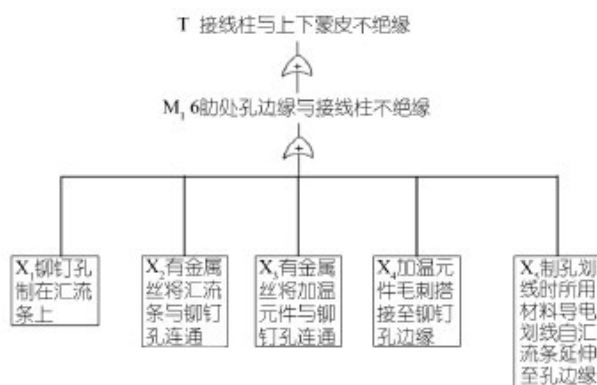 T 接线柱与上下蒙皮不绝缘
+
M₁ 6肋处孔边缘与接线柱不绝缘
+
X₁铆钉孔
制在汇流
条上
X₂有金属
丝将汇流
条与铆钉
孔连通
X₃有金属
丝将加温
元件与铆
钉孔连通
X₄加温元
件毛刺搭
接至铆钉
孔边缘
X₅制孔划
线时所用
材料导电
划线自汇
流条延伸
至孔边缘